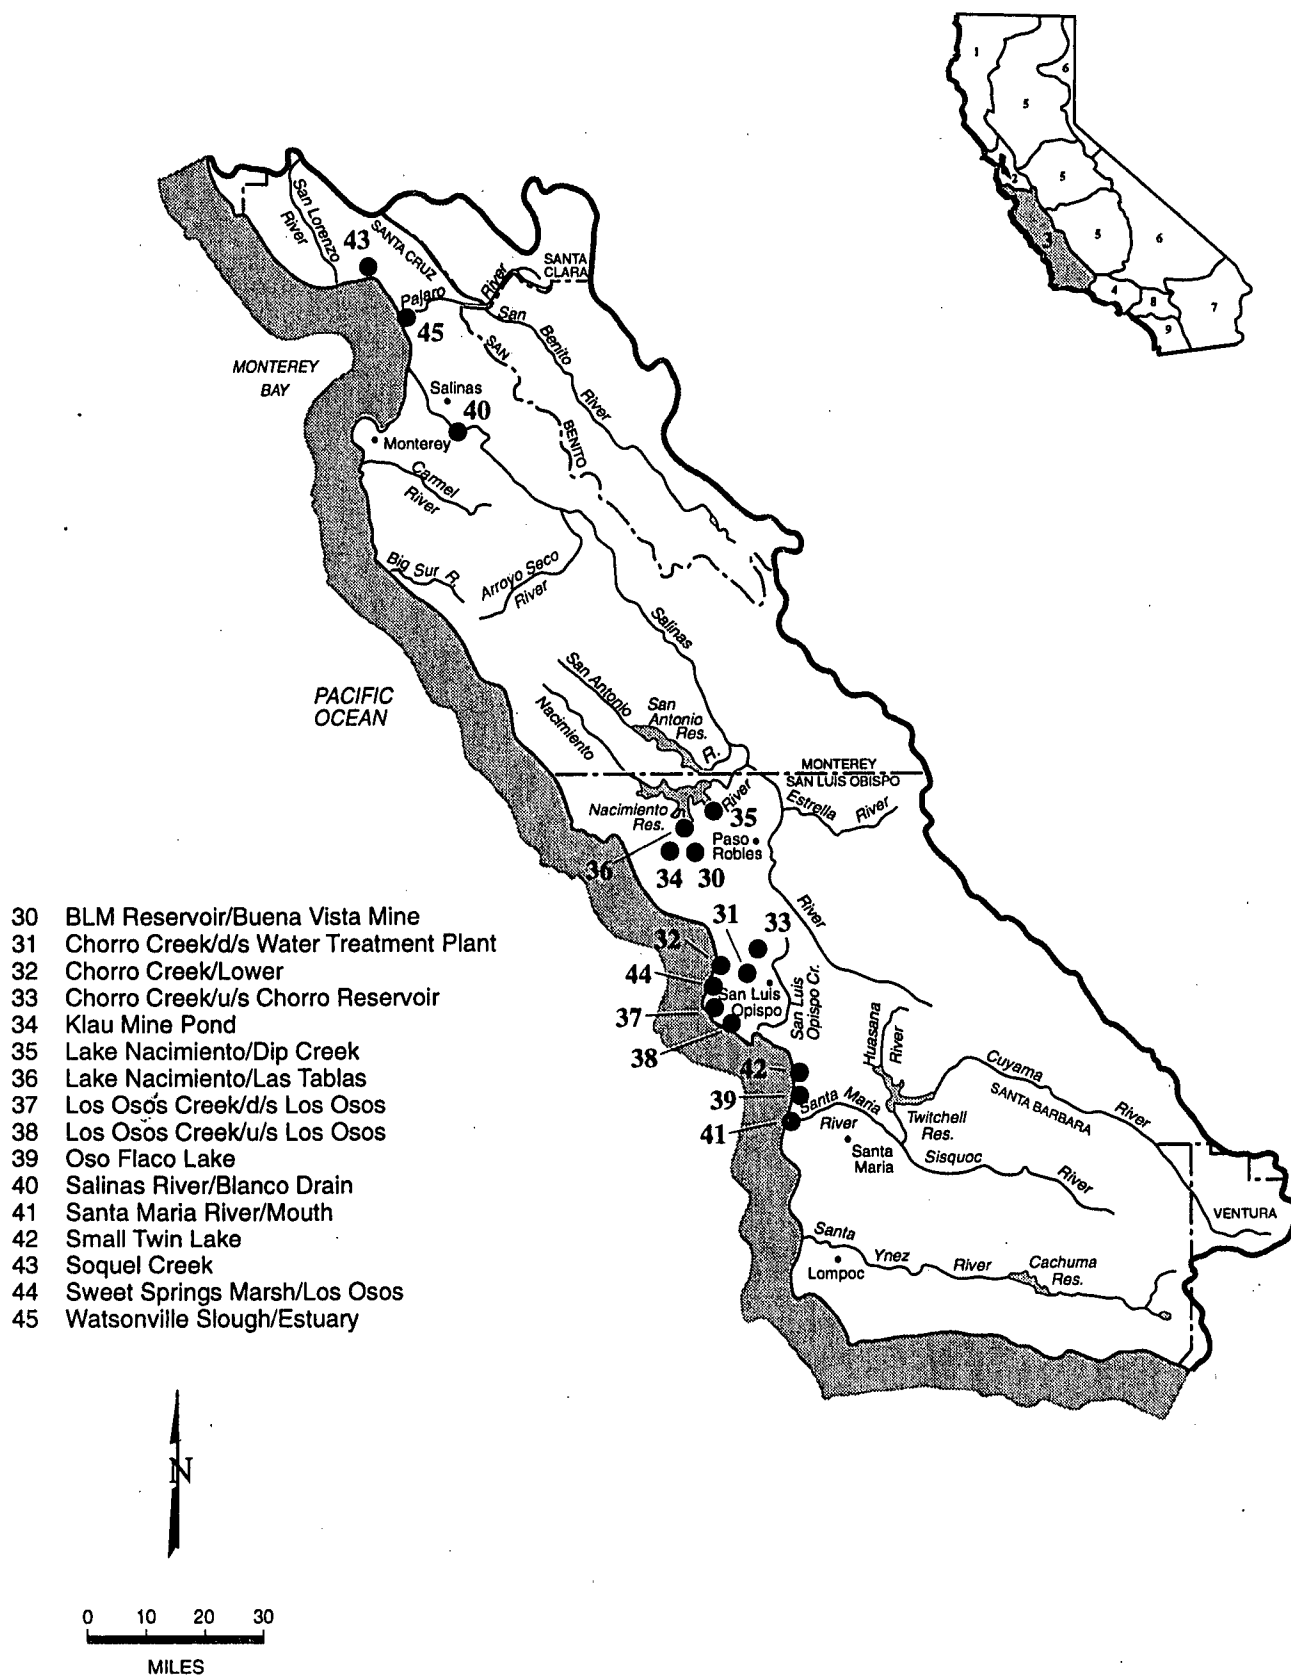 1
6
5
2
5
3
5
6
4
8
7
9
San Lorenzo
River
43
SANTA CRUZ
SANTA
CLARA
River
Pajaro
45
San
Benito
River
SAN
BENITO
MONTEREY
BAY
Salinas
40
Monterey
Carmel
River
Big Sur R.
Arroyo Seco
River
Salinas
PACIFIC
OCEAN
San Antonio
San
Antonio
Res.
R.
Nacimiento
MONTEREY
SAN LUIS OBISPO
Nacimiento
Res.
River
35
Estrella River
Paso
Robles
36
34
30
River
31
33
32
44
San Luis
Opispo
San Luis
Opispo Cr.
37
38
Huasana
River
42
39
Santa Maria
River
41
Cuyama
River
SANTA BARBARA
Twitchell
Res.
Santa
Maria
Sisquoc
River
VENTURA
Santa
Ynez
River
Cachuma
Res.
Lompoc
30 BLM Reservoir/Buena Vista Mine
31 Chorro Creek/d/s Water Treatment Plant
32 Chorro Creek/Lower
33 Chorro Creek/u/s Chorro Reservoir
34 Klau Mine Pond
35 Lake Nacimiento/Dip Creek
36 Lake Nacimiento/Las Tablas
37 Los Osos Creek/d/s Los Osos
38 Los Osos Creek/u/s Los Osos
39 Oso Flaco Lake
40 Salinas River/Blanco Drain
41 Santa Maria River/Mouth
42 Small Twin Lake
43 Soquel Creek
44 Sweet Springs Marsh/Los Osos
45 Watsonville Slough/Estuary
N
0 10 20 30
MILES